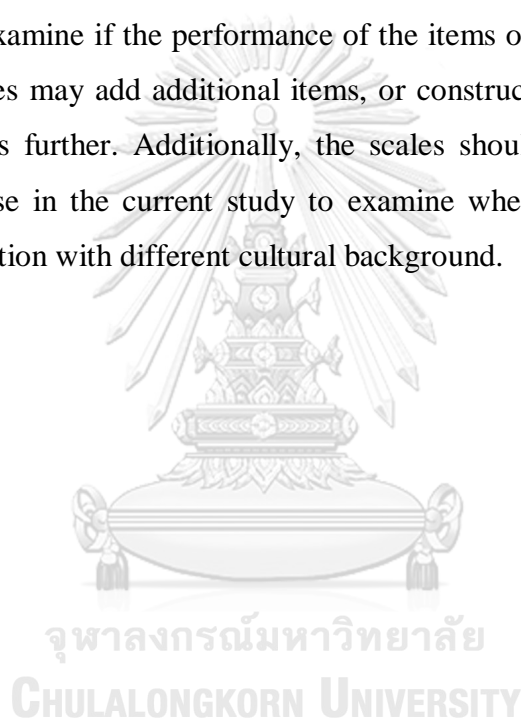 examine if the performance of the items o
es may add additional items, or construc
s further. Additionally, the scales shou
se in the current study to examine whe
tion with different cultural background.
จุฬาลงกรณ์มหาวิทยาลัย
CHULALONGKORN UNIVERSITY